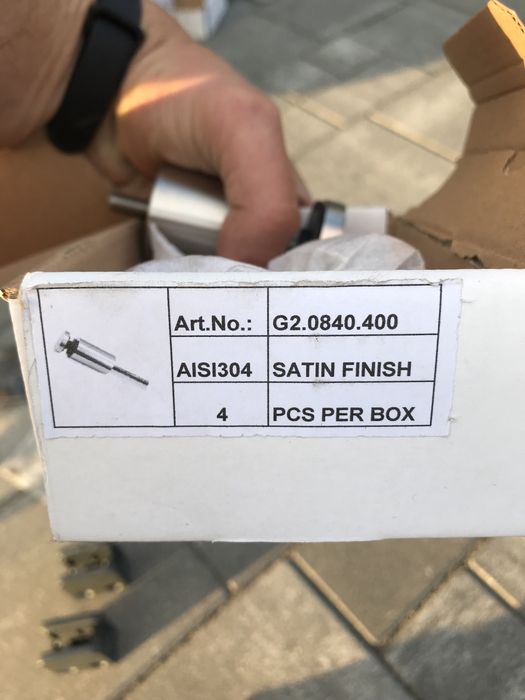 Art.No.: G2.0840.400
AISI304 SATIN FINISH
4 PCS PER BOX